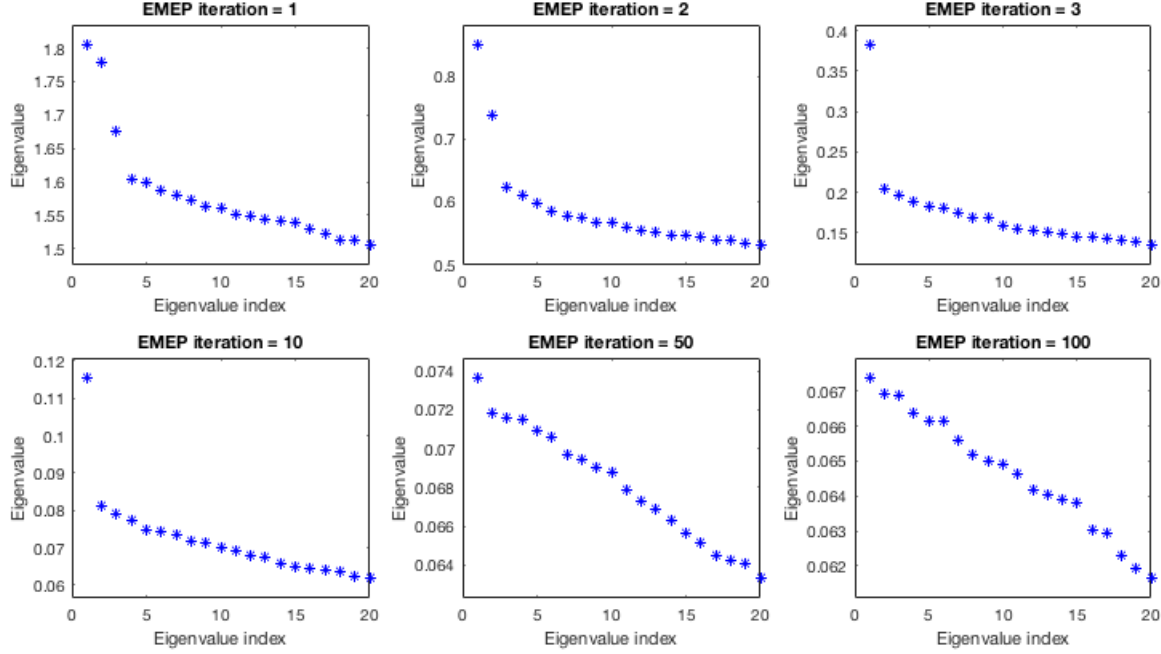 EMEP iteration = 1
1.8
1.75
1.7
1.65
1.6
1.55
1.5
Eigenvalue
0 5 10 15 20
Eigenvalue index
EMEP iteration = 2
0.8
0.7
0.6
0.5
Eigenvalue
0 5 10 15 20
Eigenvalue index
EMEP iteration = 3
0.4
0.35
0.3
0.25
0.2
0.15
Eigenvalue
0 5 10 15 20
Eigenvalue index
EMEP iteration = 10
0.12
0.11
0.1
0.09
0.08
0.07
0.06
Eigenvalue
0 5 10 15 20
Eigenvalue index
EMEP iteration = 50
0.074
0.072
0.07
0.068
0.066
0.064
Eigenvalue
0 5 10 15 20
Eigenvalue index
EMEP iteration = 100
0.067
0.066
0.065
0.064
0.063
0.062
Eigenvalue
0 5 10 15 20
Eigenvalue index